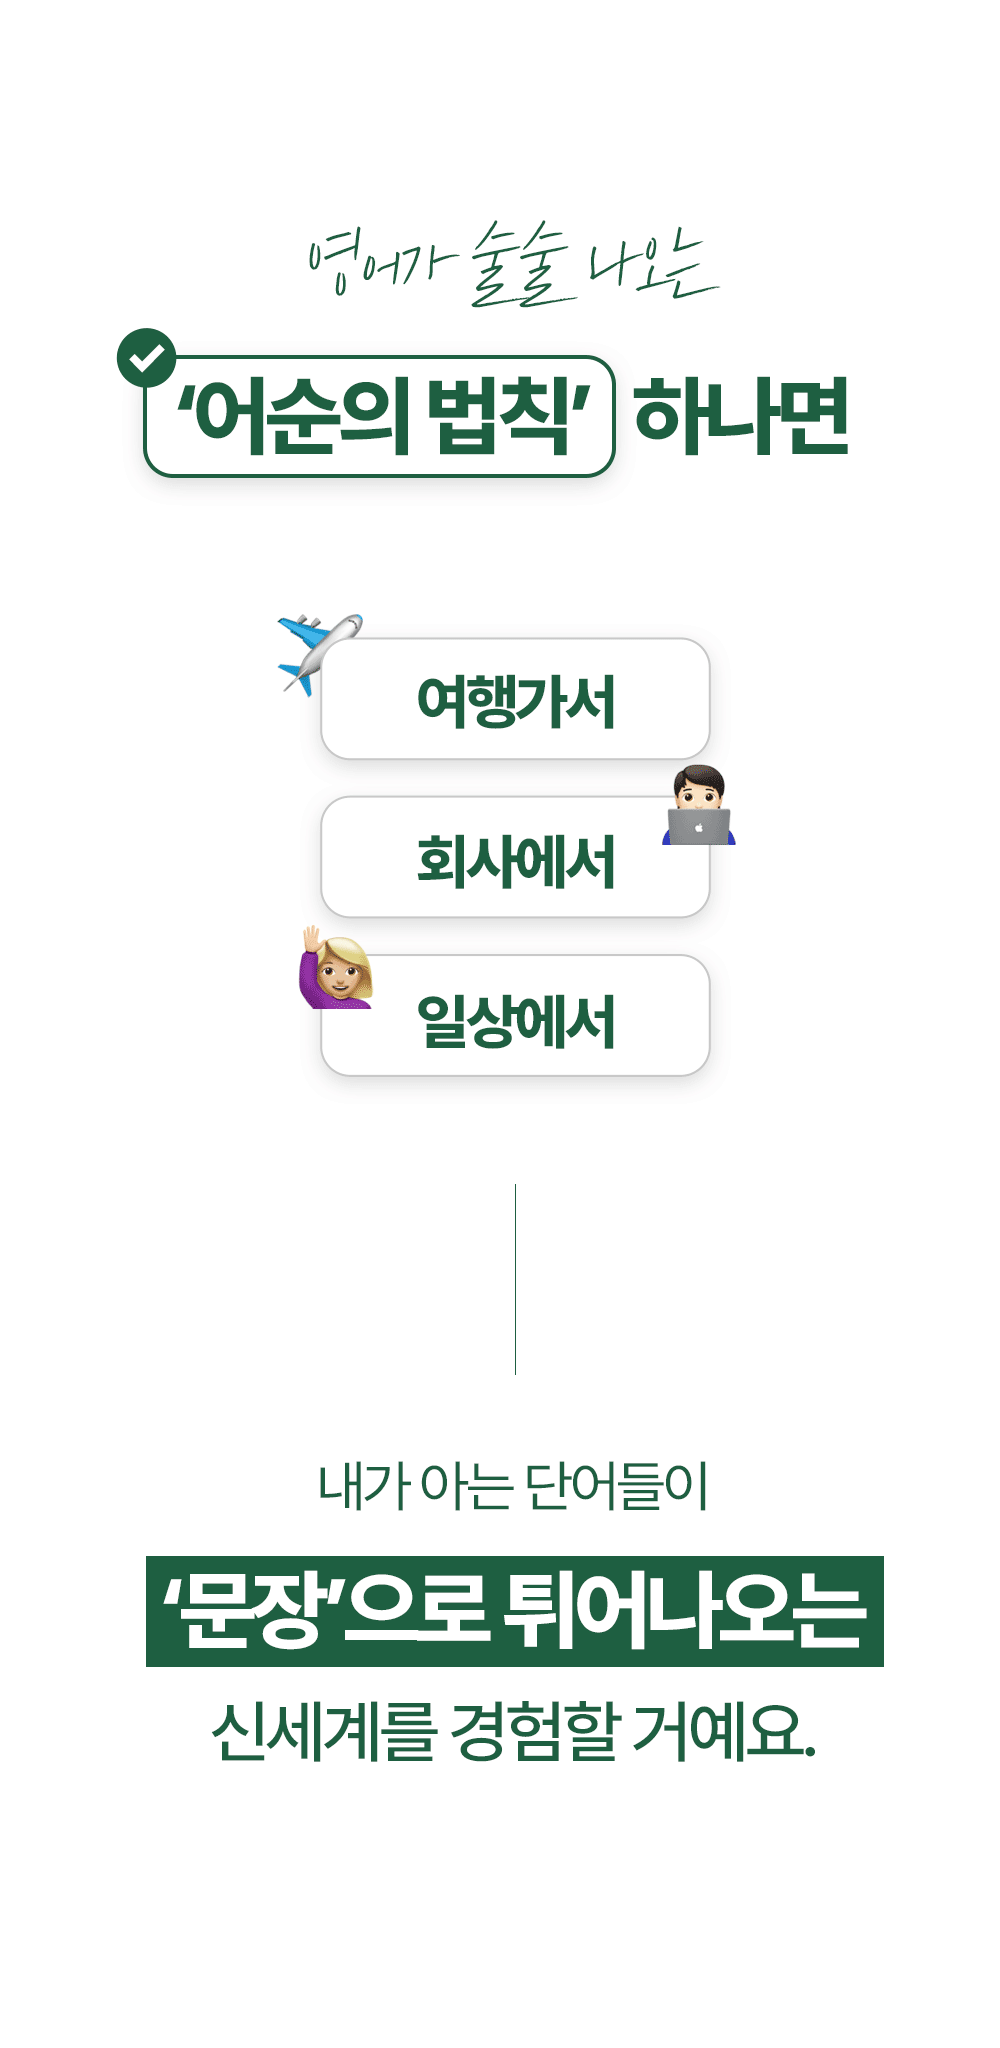 영어가 술술 나오는
‘어순의 법칙’ 하나면
여행가서
회사에서
일상에서
내가 아는 단어들이
‘문장’으로 튀어나오는
신세계를 경험할 거예요.